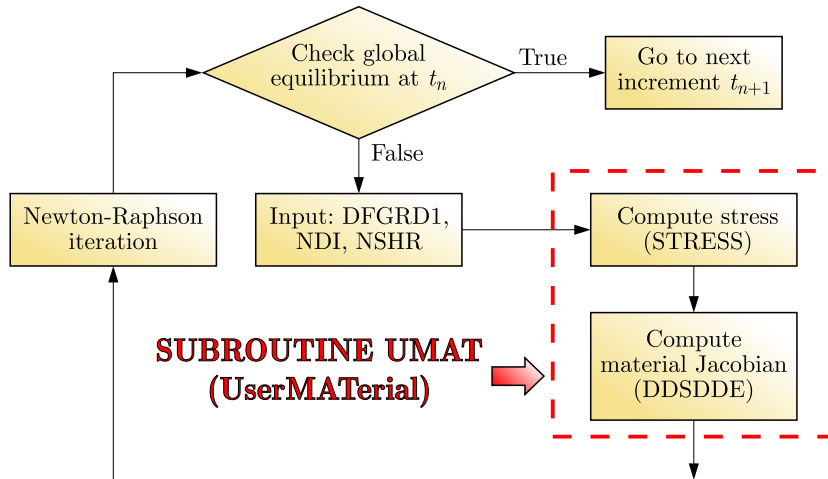 Check global
equilibrium at tₙ
True
Go to next
increment tₙ₊₁
False
Newton-Raphson
iteration
Input: DFGRD1,
NDI, NSHR
Compute stress
(STRESS)
SUBROUTINE UMAT
(UserMATerial)
Compute
material Jacobian
(DDSDDE)